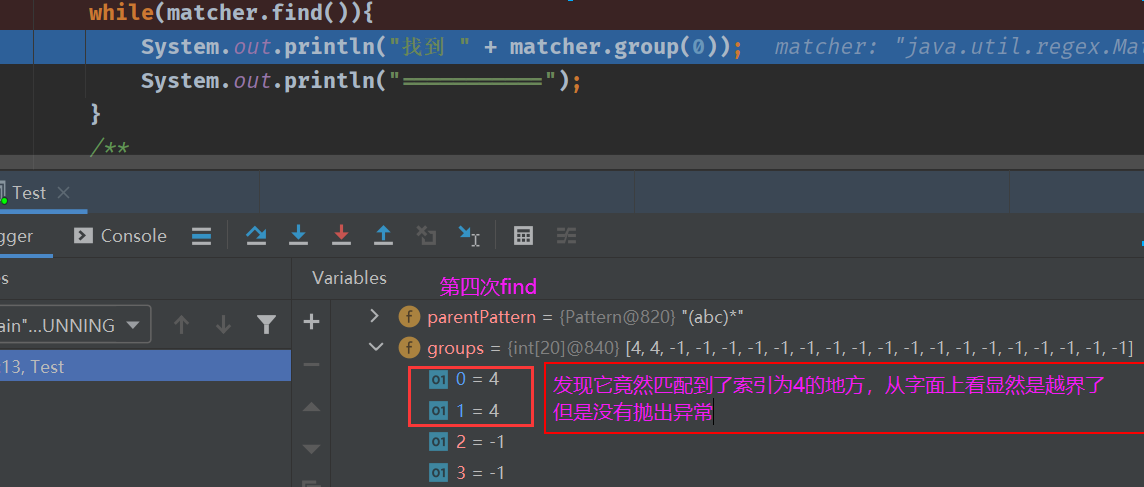 while(matcher.find()){
System.out.println("找到 " + matcher.group(0)); matcher: "java.util.regex.Mat
System.out.println("===========");
}
/**
Test
gger
Console
s
Variables
第四次find
ain"...UNNING
parentPattern = {Pattern@820} "(abc)*"
groups = {int[20]@840} [4, 4, -1, -1, -1, -1, -1, -1, -1, -1, -1, -1, -1, -1, -1, -1, -1, -1, -1, -1]
:13, Test
01 0 = 4
发现它竟然匹配到了索引为4的地方，从字面上看显然是越界了
01 1 = 4
但是没有抛出异常
01 2 = -1
01 3 = -1